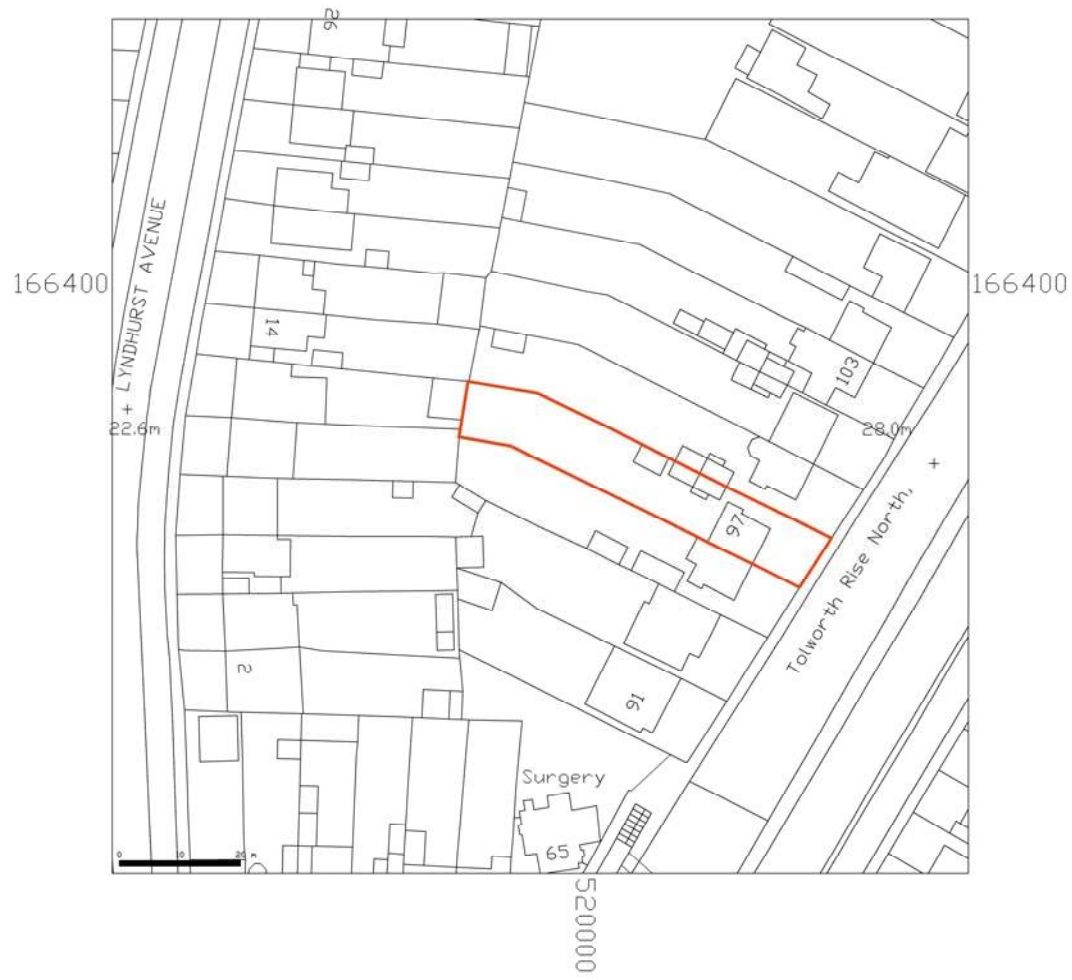 26
LYNDHURST AVENUE
166400
166400
14
103
22.6m
28.0m
97
Tolworth Rise North,
2
91
Surgery
65
0 10 20 m
520000